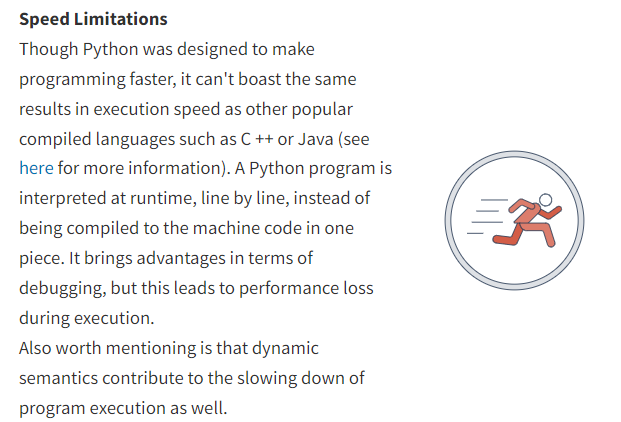 Speed Limitations
Though Python was designed to make
programming faster, it can't boast the same
results in execution speed as other popular
compiled languages such as C ++ or Java (see
here for more information). A Python program is
interpreted at runtime, line by line, instead of
being compiled to the machine code in one
piece. It brings advantages in terms of
debugging, but this leads to performance loss
during execution.
Also worth mentioning is that dynamic
semantics contribute to the slowing down of
program execution as well.